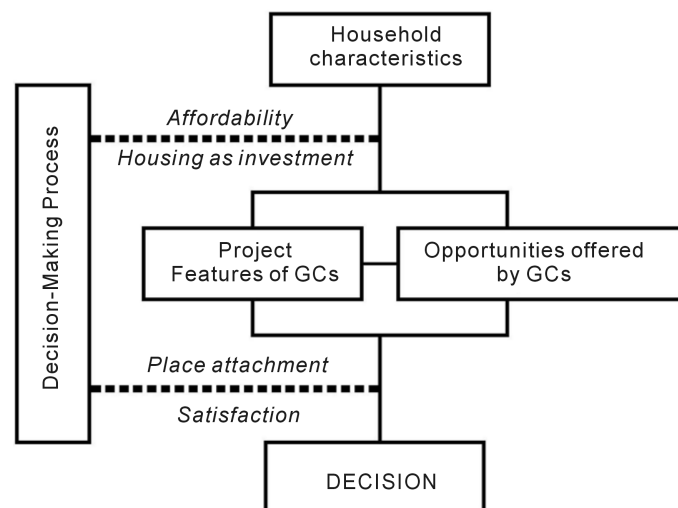 Household
characteristics
Affordability
Housing as investment
Decision-Making Process
Project
Features of GCs
Opportunities offered
by GCs
Place attachment
Satisfaction
DECISION